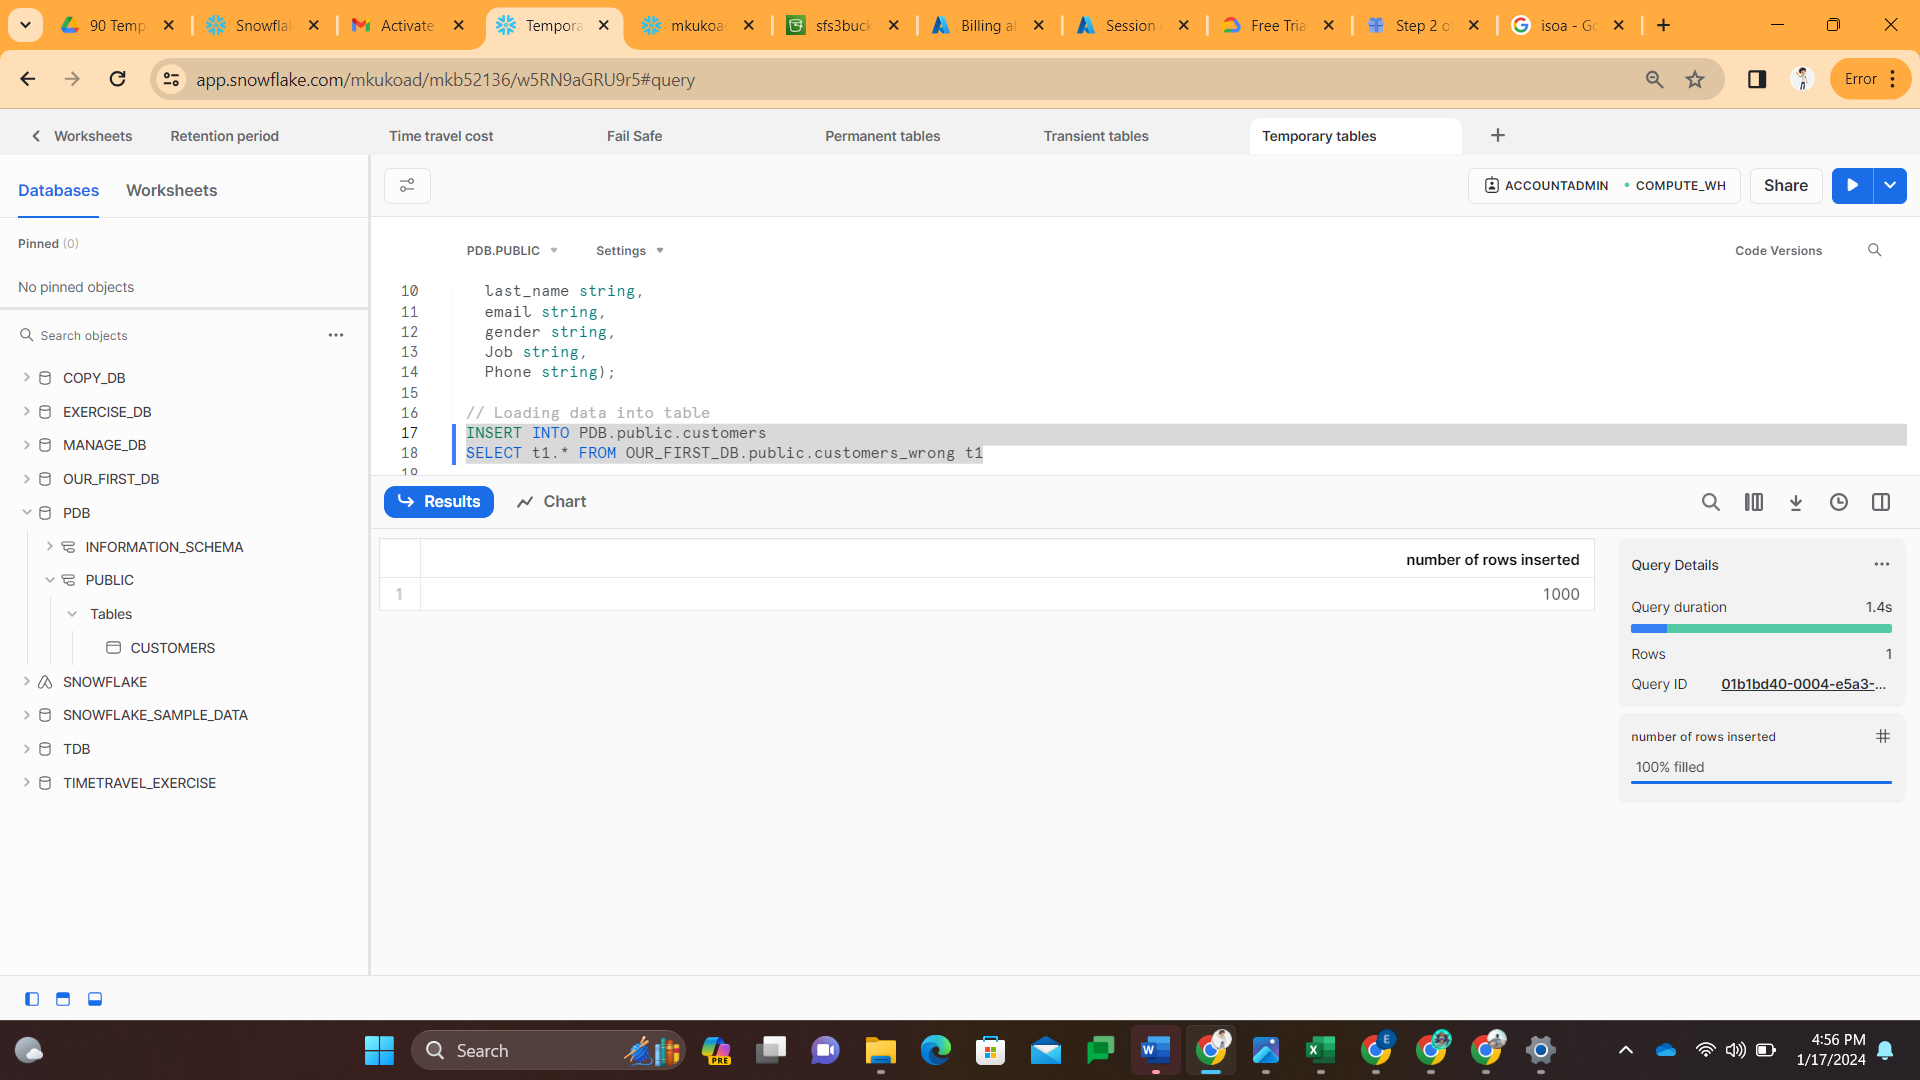 90 Temp
Snowfla
Activate
Tempora
mkukoad
sfs3buck
Billing al
Session
Free Tria
Step 2 o
isoa - Go
app.snowflake.com/mkukoad/mkb52136/w5RN9aGRU9r5#query
Error
Worksheets
Retention period
Time travel cost
Fail Safe
Permanent tables
Transient tables
Temporary tables
Databases
Worksheets
ACCOUNTADMIN
COMPUTE_WH
Share
Pinned (0)
No pinned objects
PDB.PUBLIC
Settings
Code Versions
Search objects
COPY_DB
EXERCISE_DB
MANAGE_DB
OUR_FIRST_DB
PDB
INFORMATION_SCHEMA
PUBLIC
Tables
CUSTOMERS
SNOWFLAKE
SNOWFLAKE_SAMPLE_DATA
TDB
TIMETRAVEL_EXERCISE
10 last_name string,
11 email string,
12 gender string,
13 Job string,
14 Phone string);
15
16 // Loading data into table
17 INSERT INTO PDB.public.customers
18 SELECT t1.* FROM OUR_FIRST_DB.public.customers_wrong t1
19
Results
Chart
number of rows inserted
1 1000
Query Details
Query duration 1.4s
Rows 1
Query ID 01b1bd40-0004-e5a3-...
number of rows inserted
100% filled
Search
PRE
E
4:56 PM
1/17/2024